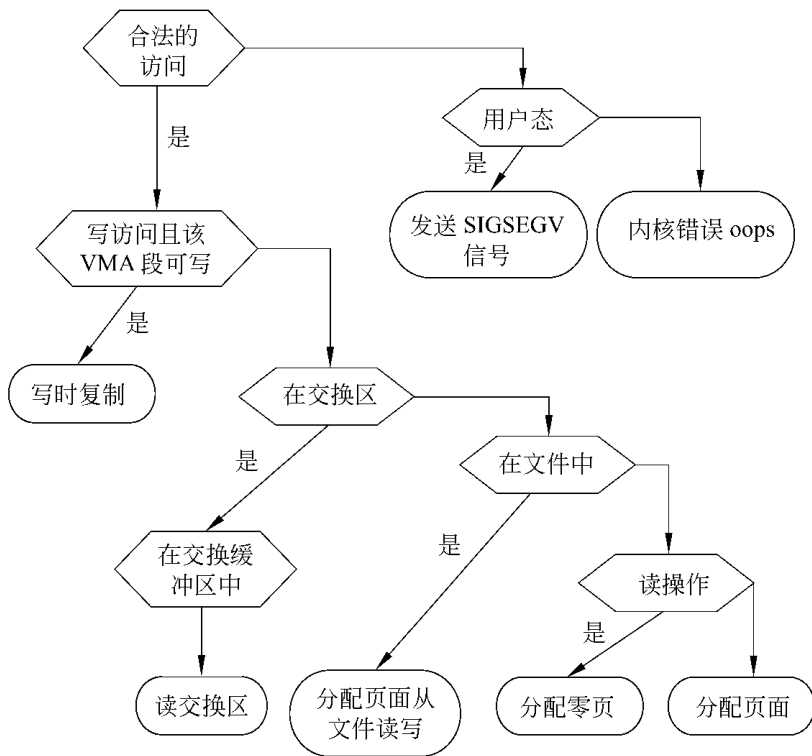 合法的
访问
用户态
是
是
发送 SIGSEGV
信号
内核错误 oops
写访问且该
VMA 段可写
是
写时复制
在交换区
是
在文件中
是
在交换缓
冲区中
读操作
是
读交换区
分配页面从
文件读写
分配零页
分配页面